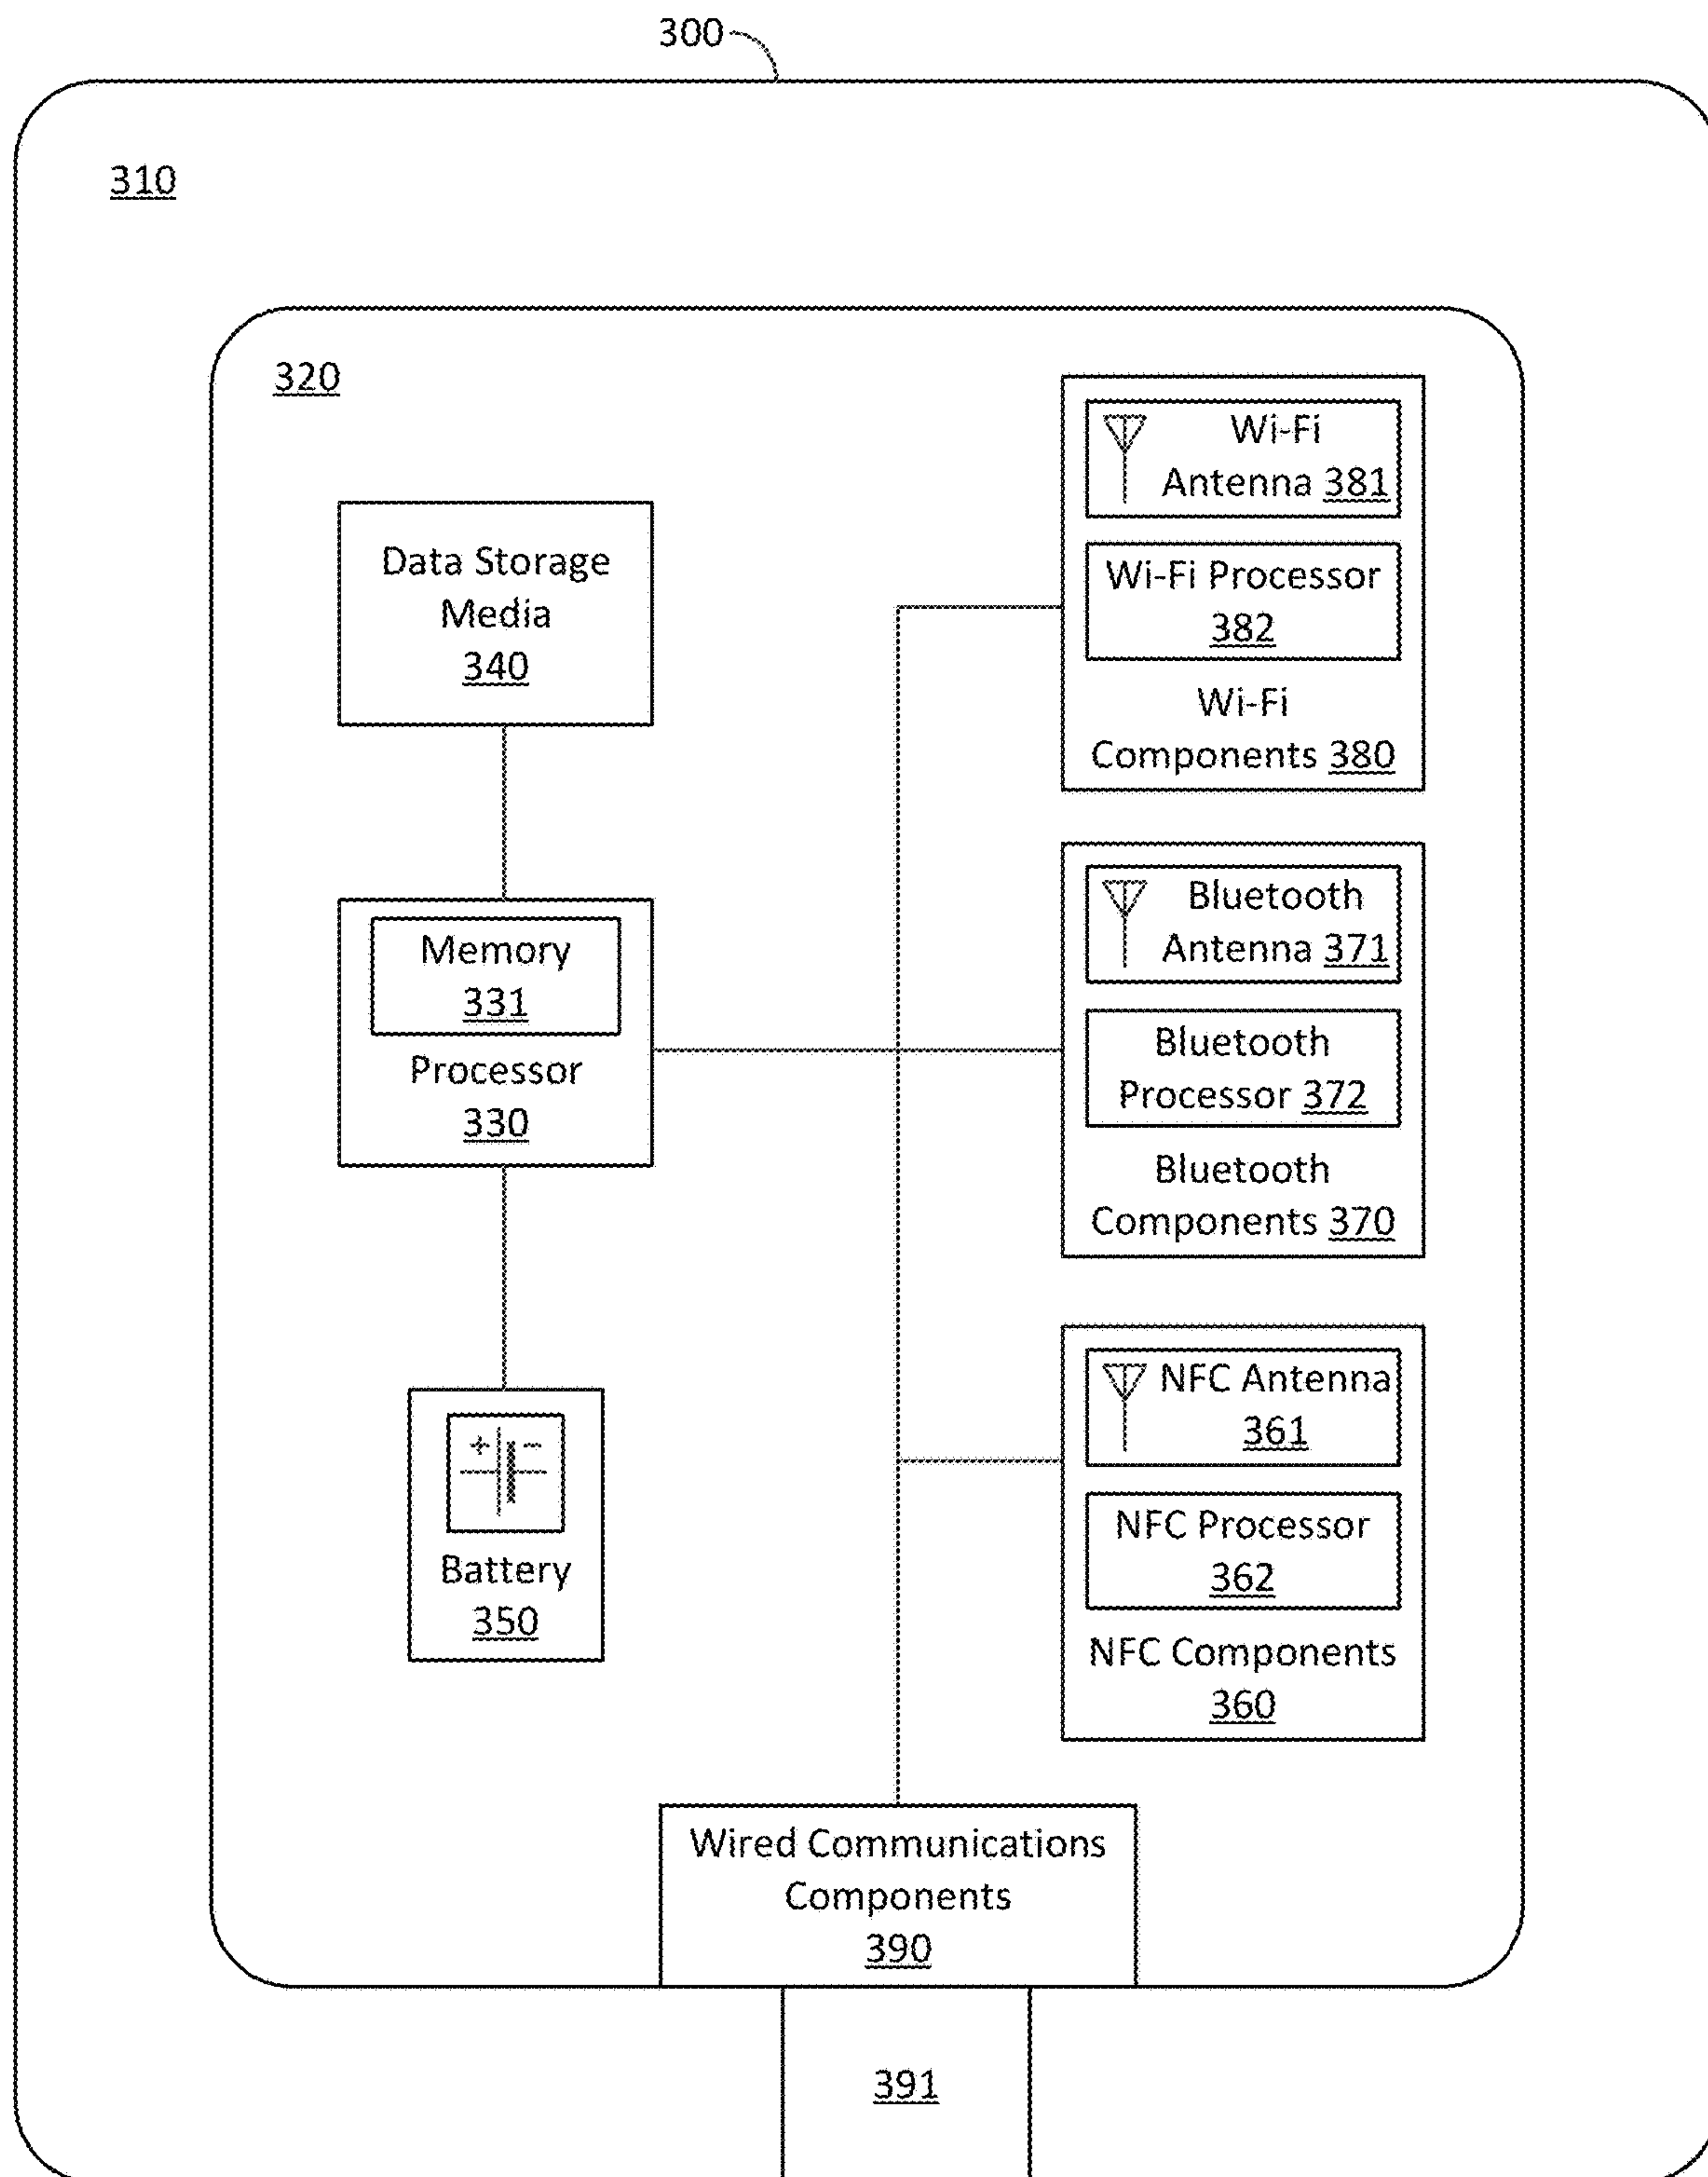 300
310
320
Data Storage
Media
340
Memory
331
Processor
330
+ -
Battery
350
Wi-Fi
Antenna 381
Wi-Fi Processor
382
Wi-Fi
Components 380
Bluetooth
Antenna 371
Bluetooth
Processor 372
Bluetooth
Components 370
NFC Antenna
361
NFC Processor
362
NFC Components
360
Wired Communications
Components
390
391